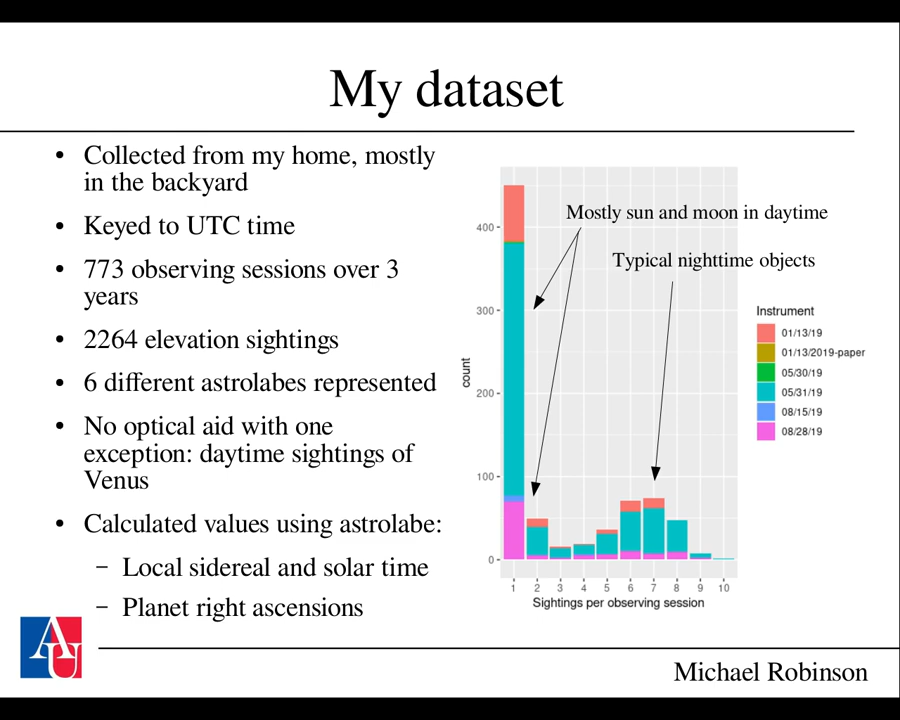 My dataset
• Collected from my home, mostly
in the backyard
• Keyed to UTC time
• 773 observing sessions over 3
years
• 2264 elevation sightings
• 6 different astrolabes represented
• No optical aid with one
exception: daytime sightings of
Venus
• Calculated values using astrolabe:
– Local sidereal and solar time
– Planet right ascensions
Mostly sun and moon in daytime
Typical nighttime objects
400
300
200
100
0
count
1 2 3 4 5 6 7 8 9 10
Sightings per observing session
Instrument
01/13/19
01/13/2019-paper
05/30/19
05/31/19
08/15/19
08/28/19
AU
Michael Robinson